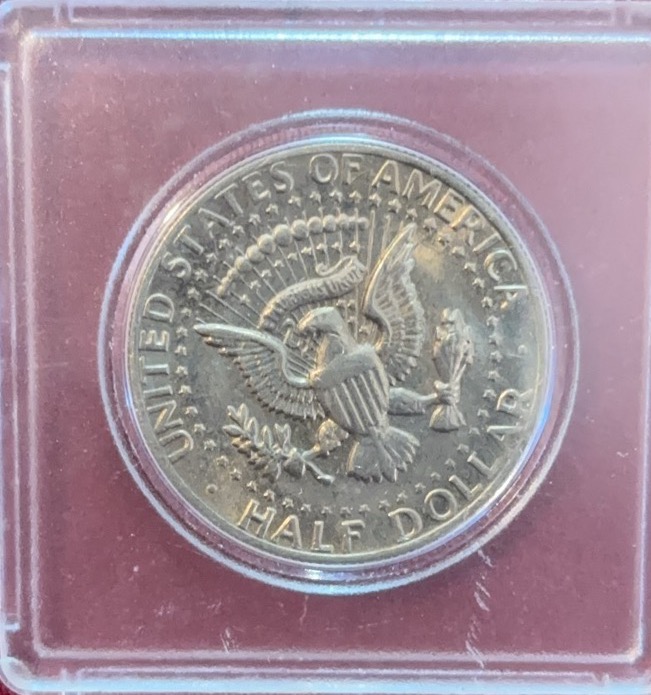 UNITED STATES OF AMERICA
HALF DOLLAR